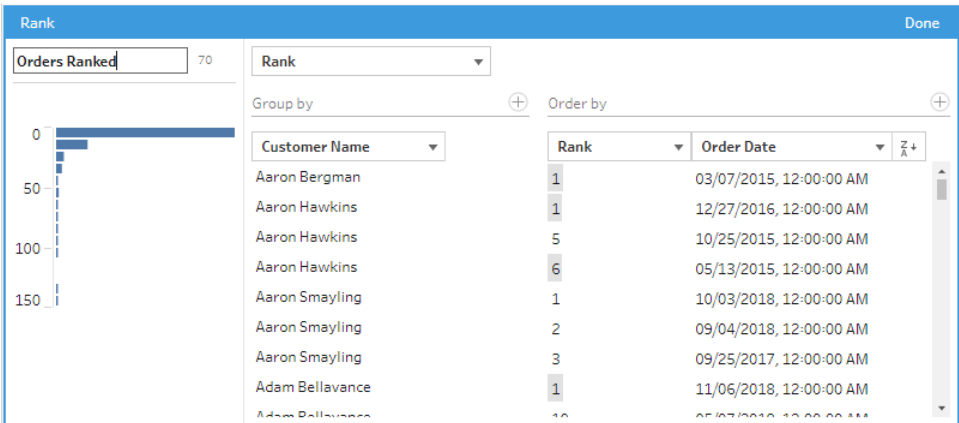 Rank Done
Orders Ranked 70 Rank
Group by Order by
0 Customer Name Rank Order Date Z A
Aaron Bergman 1 03/07/2015, 12:00:00 AM
50 Aaron Hawkins 1 12/27/2016, 12:00:00 AM
Aaron Hawkins 5 10/25/2015, 12:00:00 AM
100 Aaron Hawkins 6 05/13/2015, 12:00:00 AM
150 Aaron Smayling 1 10/03/2018, 12:00:00 AM
Aaron Smayling 2 09/04/2018, 12:00:00 AM
Aaron Smayling 3 09/25/2017, 12:00:00 AM
Adam Bellavance 1 11/06/2018, 12:00:00 AM
Adam Bellavance